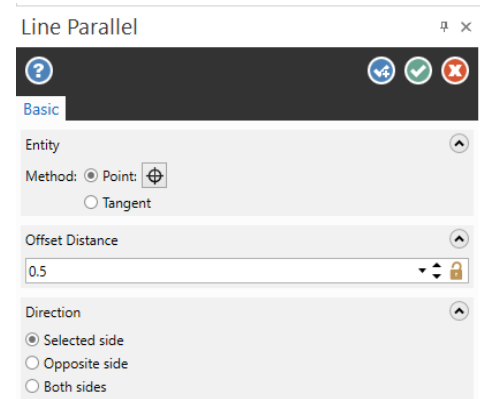 Line Parallel
Basic
Entity
Method: Point:
Tangent
Offset Distance
0.5
Direction
Selected side
Opposite side
Both sides